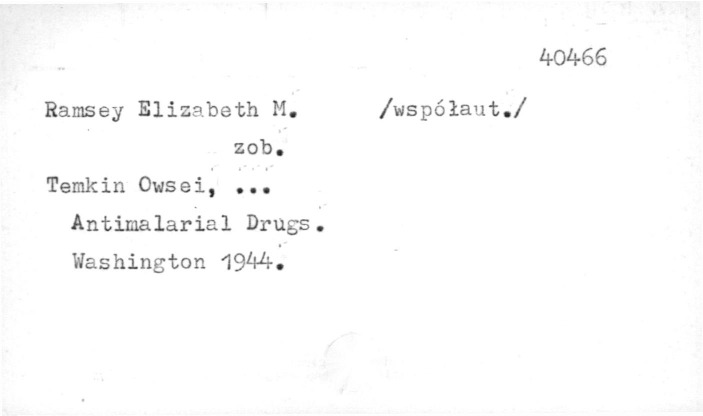 40466
Ramsey Elizabeth M. /współaut./
zob.
Temkin Owsei, ...
Antimalarial Drugs.
Washington 1944.